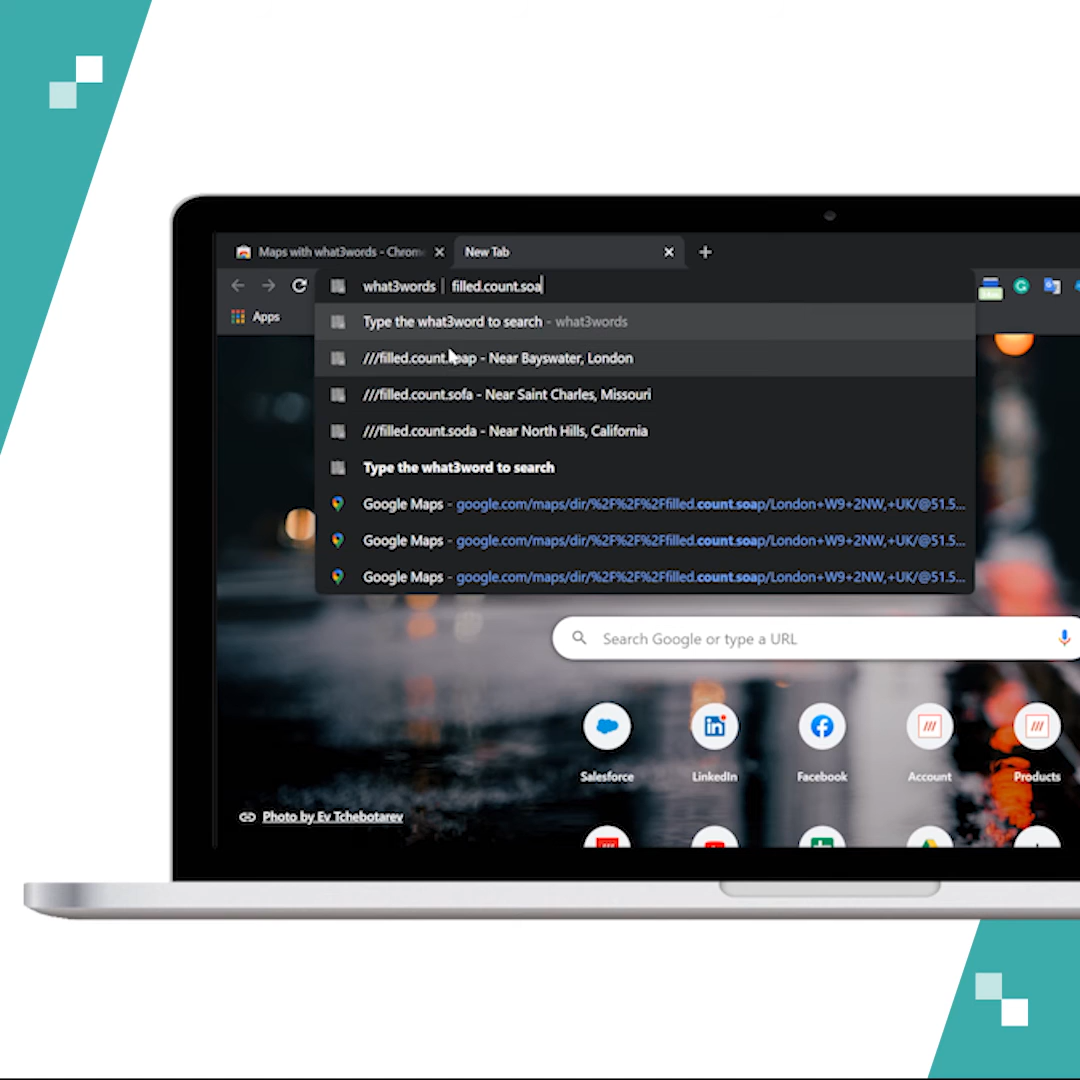 Maps with what3words - Chrome
New Tab
what3words | filled.count.soa
Apps
Type the what3word to search - what3words
///filled.count.soap - Near Bayswater, London
///filled.count.sofa - Near Saint Charles, Missouri
///filled.count.soda - Near North Hills, California
Type the what3word to search
Google Maps - google.com/maps/dir/%2F%2F%2Ffilled.count.soap/London+W9+2NW,+UK/@51.5...
Google Maps - google.com/maps/dir/%2F%2F%2Ffilled.count.soap/London+W9+2NW,+UK/@51.5...
Google Maps - google.com/maps/dir/%2F%2F%2Ffilled.count.soap/London+W9+2NW,+UK/@51.5...
Search Google or type a URL
Salesforce LinkedIn Facebook Account Products
Photo by Ev Tchebotarev